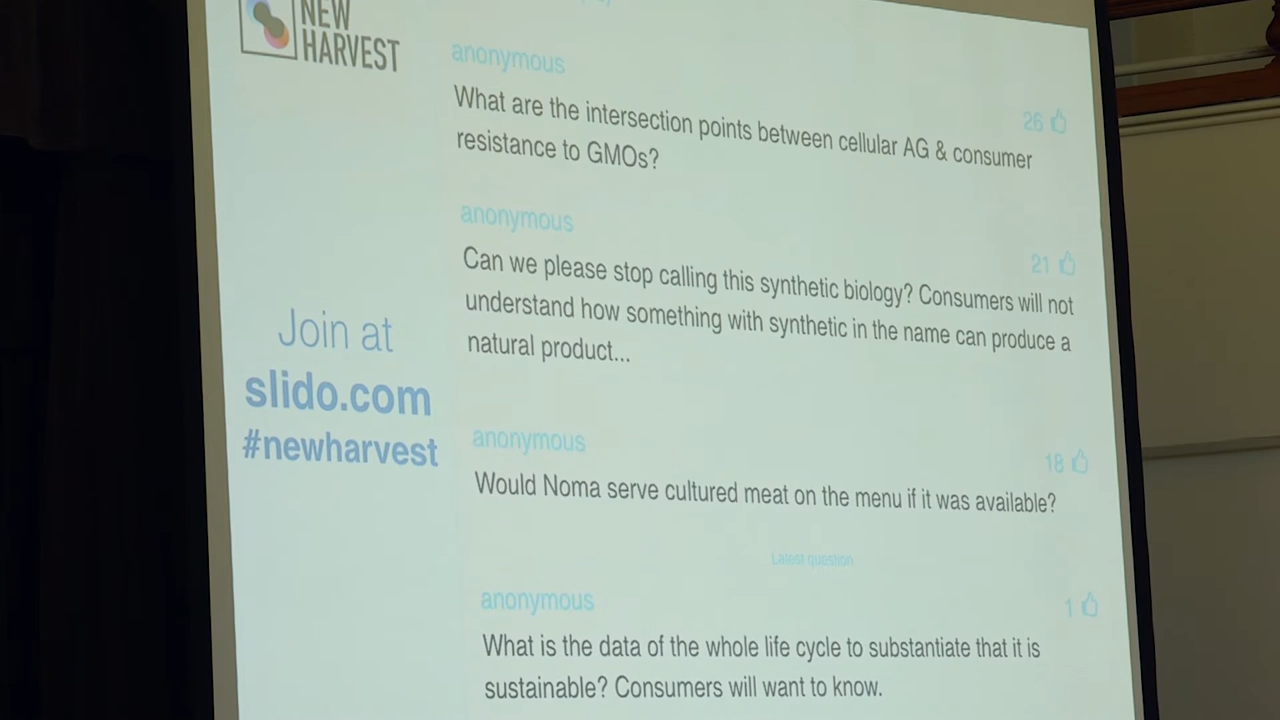 NEW
HARVEST
anonymous
26
What are the intersection points between cellular AG & consumer
resistance to GMOs?
anonymous
21
Can we please stop calling this synthetic biology? Consumers will not
understand how something with synthetic in the name can produce a
natural product...
Join at
slido.com
#newharvest
anonymous
18
Would Noma serve cultured meat on the menu if it was available?
Latest question
anonymous
1
What is the data of the whole life cycle to substantiate that it is
sustainable? Consumers will want to know.